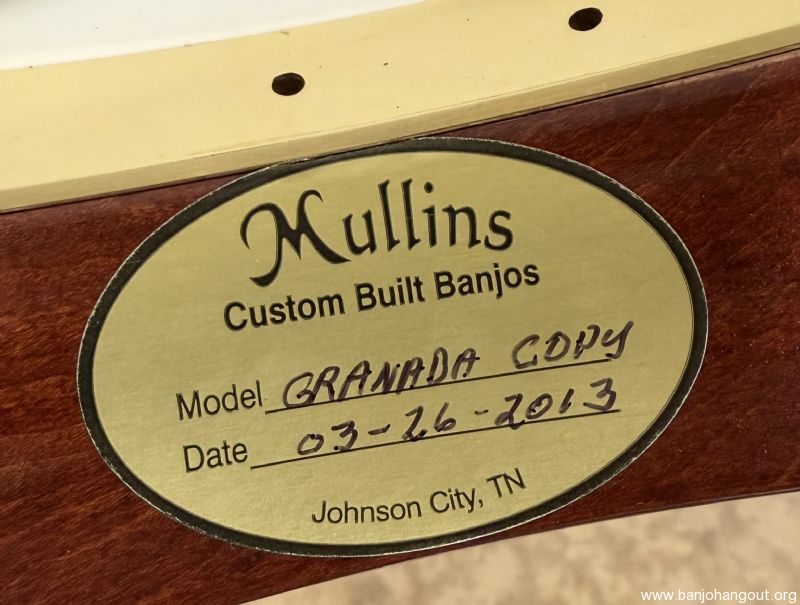 Mullins
Custom Built Banjos
Model GRANADA COPY
Date 03-26-2013
Johnson City, TN
www.banjohangout.org